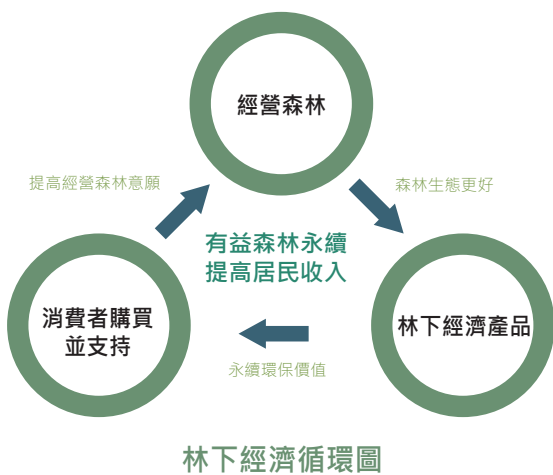 經營森林
提高經營森林意願
森林生態更好
有益森林永續
提高居民收入
消費者購買
並支持
林下經濟產品
永續環保價值
林下經濟循環圖